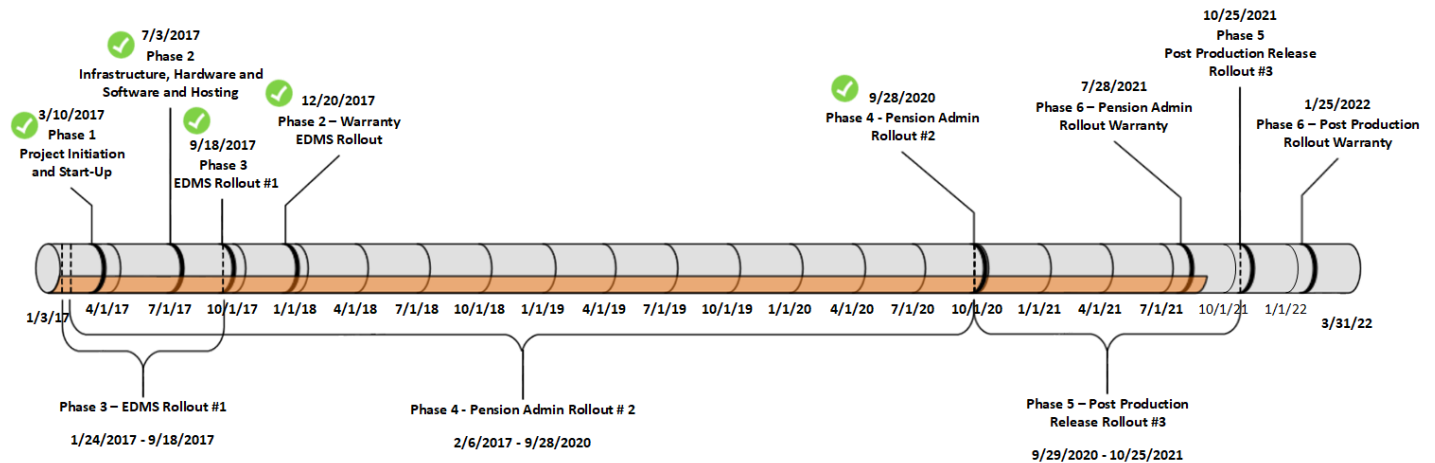 3/10/2017
Phase 1
Project Initiation
and Start-Up
7/3/2017
Phase 2
Infrastructure, Hardware and
Software and Hosting
9/18/2017
Phase 3
EDMS Rollout #1
12/20/2017
Phase 2 – Warranty
EDMS Rollout
9/28/2020
Phase 4 - Pension Admin
Rollout #2
7/28/2021
Phase 6 – Pension Admin
Rollout Warranty
10/25/2021
Phase 5
Post Production Release
Rollout #3
1/25/2022
Phase 6 – Post Production
Rollout Warranty
1/3/17
4/1/17
7/1/17
10/1/17
1/1/18
4/1/18
7/1/18
10/1/18
1/1/19
4/1/19
7/1/19
10/1/19
1/1/20
4/1/20
7/1/20
10/1/20
1/1/21
4/1/21
7/1/21
10/1/21
1/1/22
3/31/22
Phase 3 – EDMS Rollout #1
1/24/2017 - 9/18/2017
Phase 4 - Pension Admin Rollout # 2
2/6/2017 - 9/28/2020
Phase 5 – Post Production
Release Rollout #3
9/29/2020 - 10/25/2021